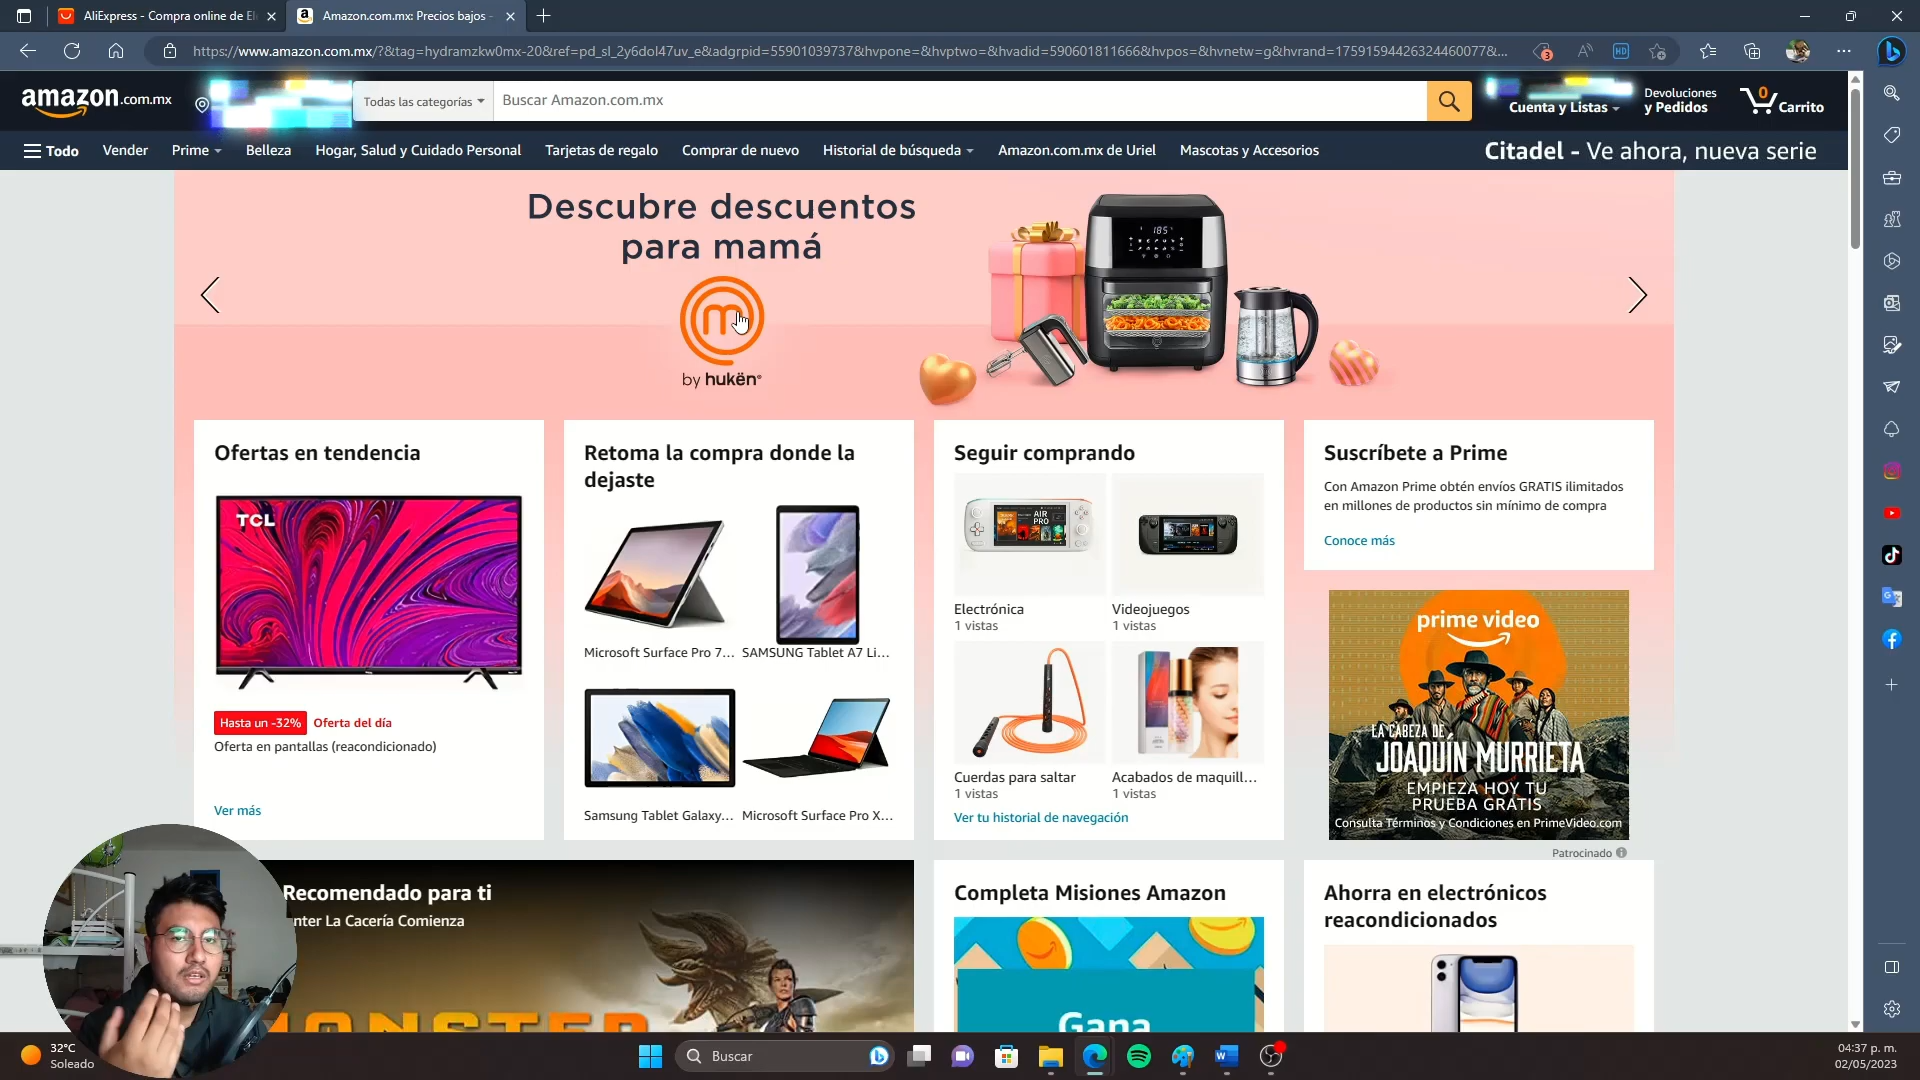 AliExpress - Compra online de El
Amazon.com.mx: Precios bajos -
https://www.amazon.com.mx/?&tag=hydramzkw0mx-20&ref=pd_sl_2y6dol47uv_e&adgrpid=55901039737&hvpone=&hvptwo=&hvadid=590601811666&hvpos=&hvnetw=g&hvrand=17591594426324460077&...
3
HD
amazon.com.mx
Todas las categorías
Buscar Amazon.com.mx
Cuenta y Listas
Devoluciones
y Pedidos
0
Carrito
Todo
Vender
Prime
Belleza
Hogar, Salud y Cuidado Personal
Tarjetas de regalo
Comprar de nuevo
Historial de búsqueda
Amazon.com.mx de Uriel
Mascotas y Accesorios
Citadel - Ve ahora, nueva serie
Descubre descuentos
para mamá
by hukën®
185°
Ofertas en tendencia
TCL
Hasta un -32% Oferta del día
Oferta en pantallas (reacondicionado)
Ver más
Retoma la compra donde la
dejaste
Microsoft Surface Pro 7...
SAMSUNG Tablet A7 Li...
Samsung Tablet Galaxy...
Microsoft Surface Pro X...
Seguir comprando
AIR
PRO
Electrónica
1 vistas
Videojuegos
1 vistas
Cuerdas para saltar
1 vistas
Acabados de maquill...
1 vistas
Ver tu historial de navegación
Suscríbete a Prime
Con Amazon Prime obtén envíos GRATIS ilimitados
en millones de productos sin mínimo de compra
Conoce más
prime video
LA CABEZA DE
JOAQUÍN MURRIETA
EMPIEZA HOY TU
PRUEBA GRATIS
Consulta Términos y Condiciones en PrimeVideo.com
Patrocinado
Recomendado para ti
nter La Cacería Comienza
MONSTER
Completa Misiones Amazon
Gana
Ahorra en electrónicos
reacondicionados
32°C
Soleado
Buscar
04:37 p. m.
02/05/2023